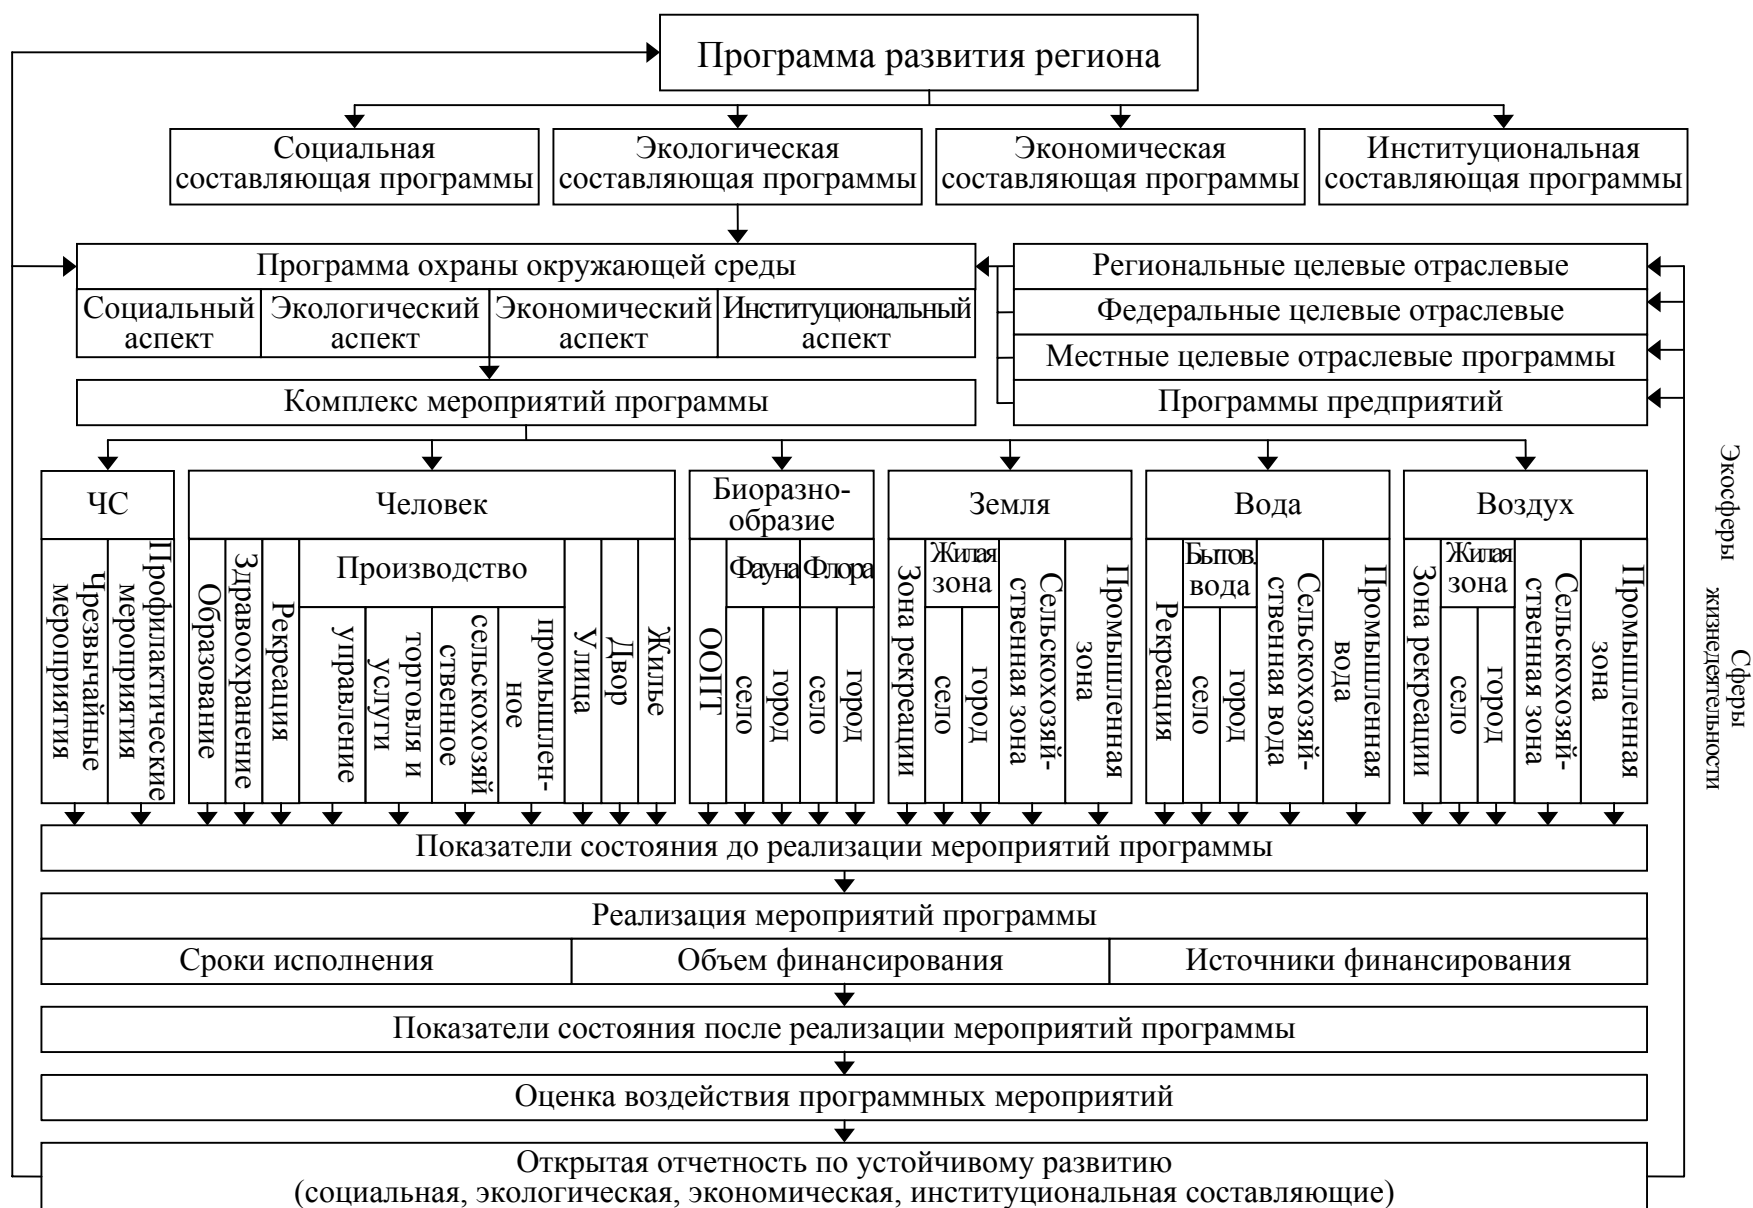 Программа развития региона
Социальная
составляющая программы
Экологическая
составляющая программы
Экономическая
составляющая программы
Институциональная
составляющая программы
Программа охраны окружающей среды
Социальный
аспект
Экологический
аспект
Экономический
аспект
Институциональный
аспект
Региональные целевые отраслевые
Федеральные целевые отраслевые
Местные целевые отраслевые программы
Программы предприятий
Комплекс мероприятий программы
ЧС
Чрезвычайные
мероприятия
Профилактические
мероприятия
Человек
Образование
Здравоохранение
Рекреация
Производство
управление
торговля и
услуги
сельскохозяй
ственное
промышлен-
ное
Улица
Двор
Жилье
Биоразно-
образие
ООПТ
Фауна
село
город
Флора
село
город
Земля
Зона рекреации
Жилая
зона
село
город
Сельскохозяй-
ственная зона
Промышленная
зона
Вода
Рекреация
Бытов.
вода
село
город
Сельскохозяй-
ственная вода
Промышленная
вода
Воздух
Зона рекреации
Жилая
зона
село
город
Сельскохозяй-
ственная зона
Промышленная
зона
Экосферы
Сферы
жизнедеятельности
Показатели состояния до реализации мероприятий программы
Реализация мероприятий программы
Сроки исполнения
Объем финансирования
Источники финансирования
Показатели состояния после реализации мероприятий программы
Оценка воздействия программных мероприятий
Открытая отчетность по устойчивому развитию
(социальная, экологическая, экономическая, институциональная составляющие)